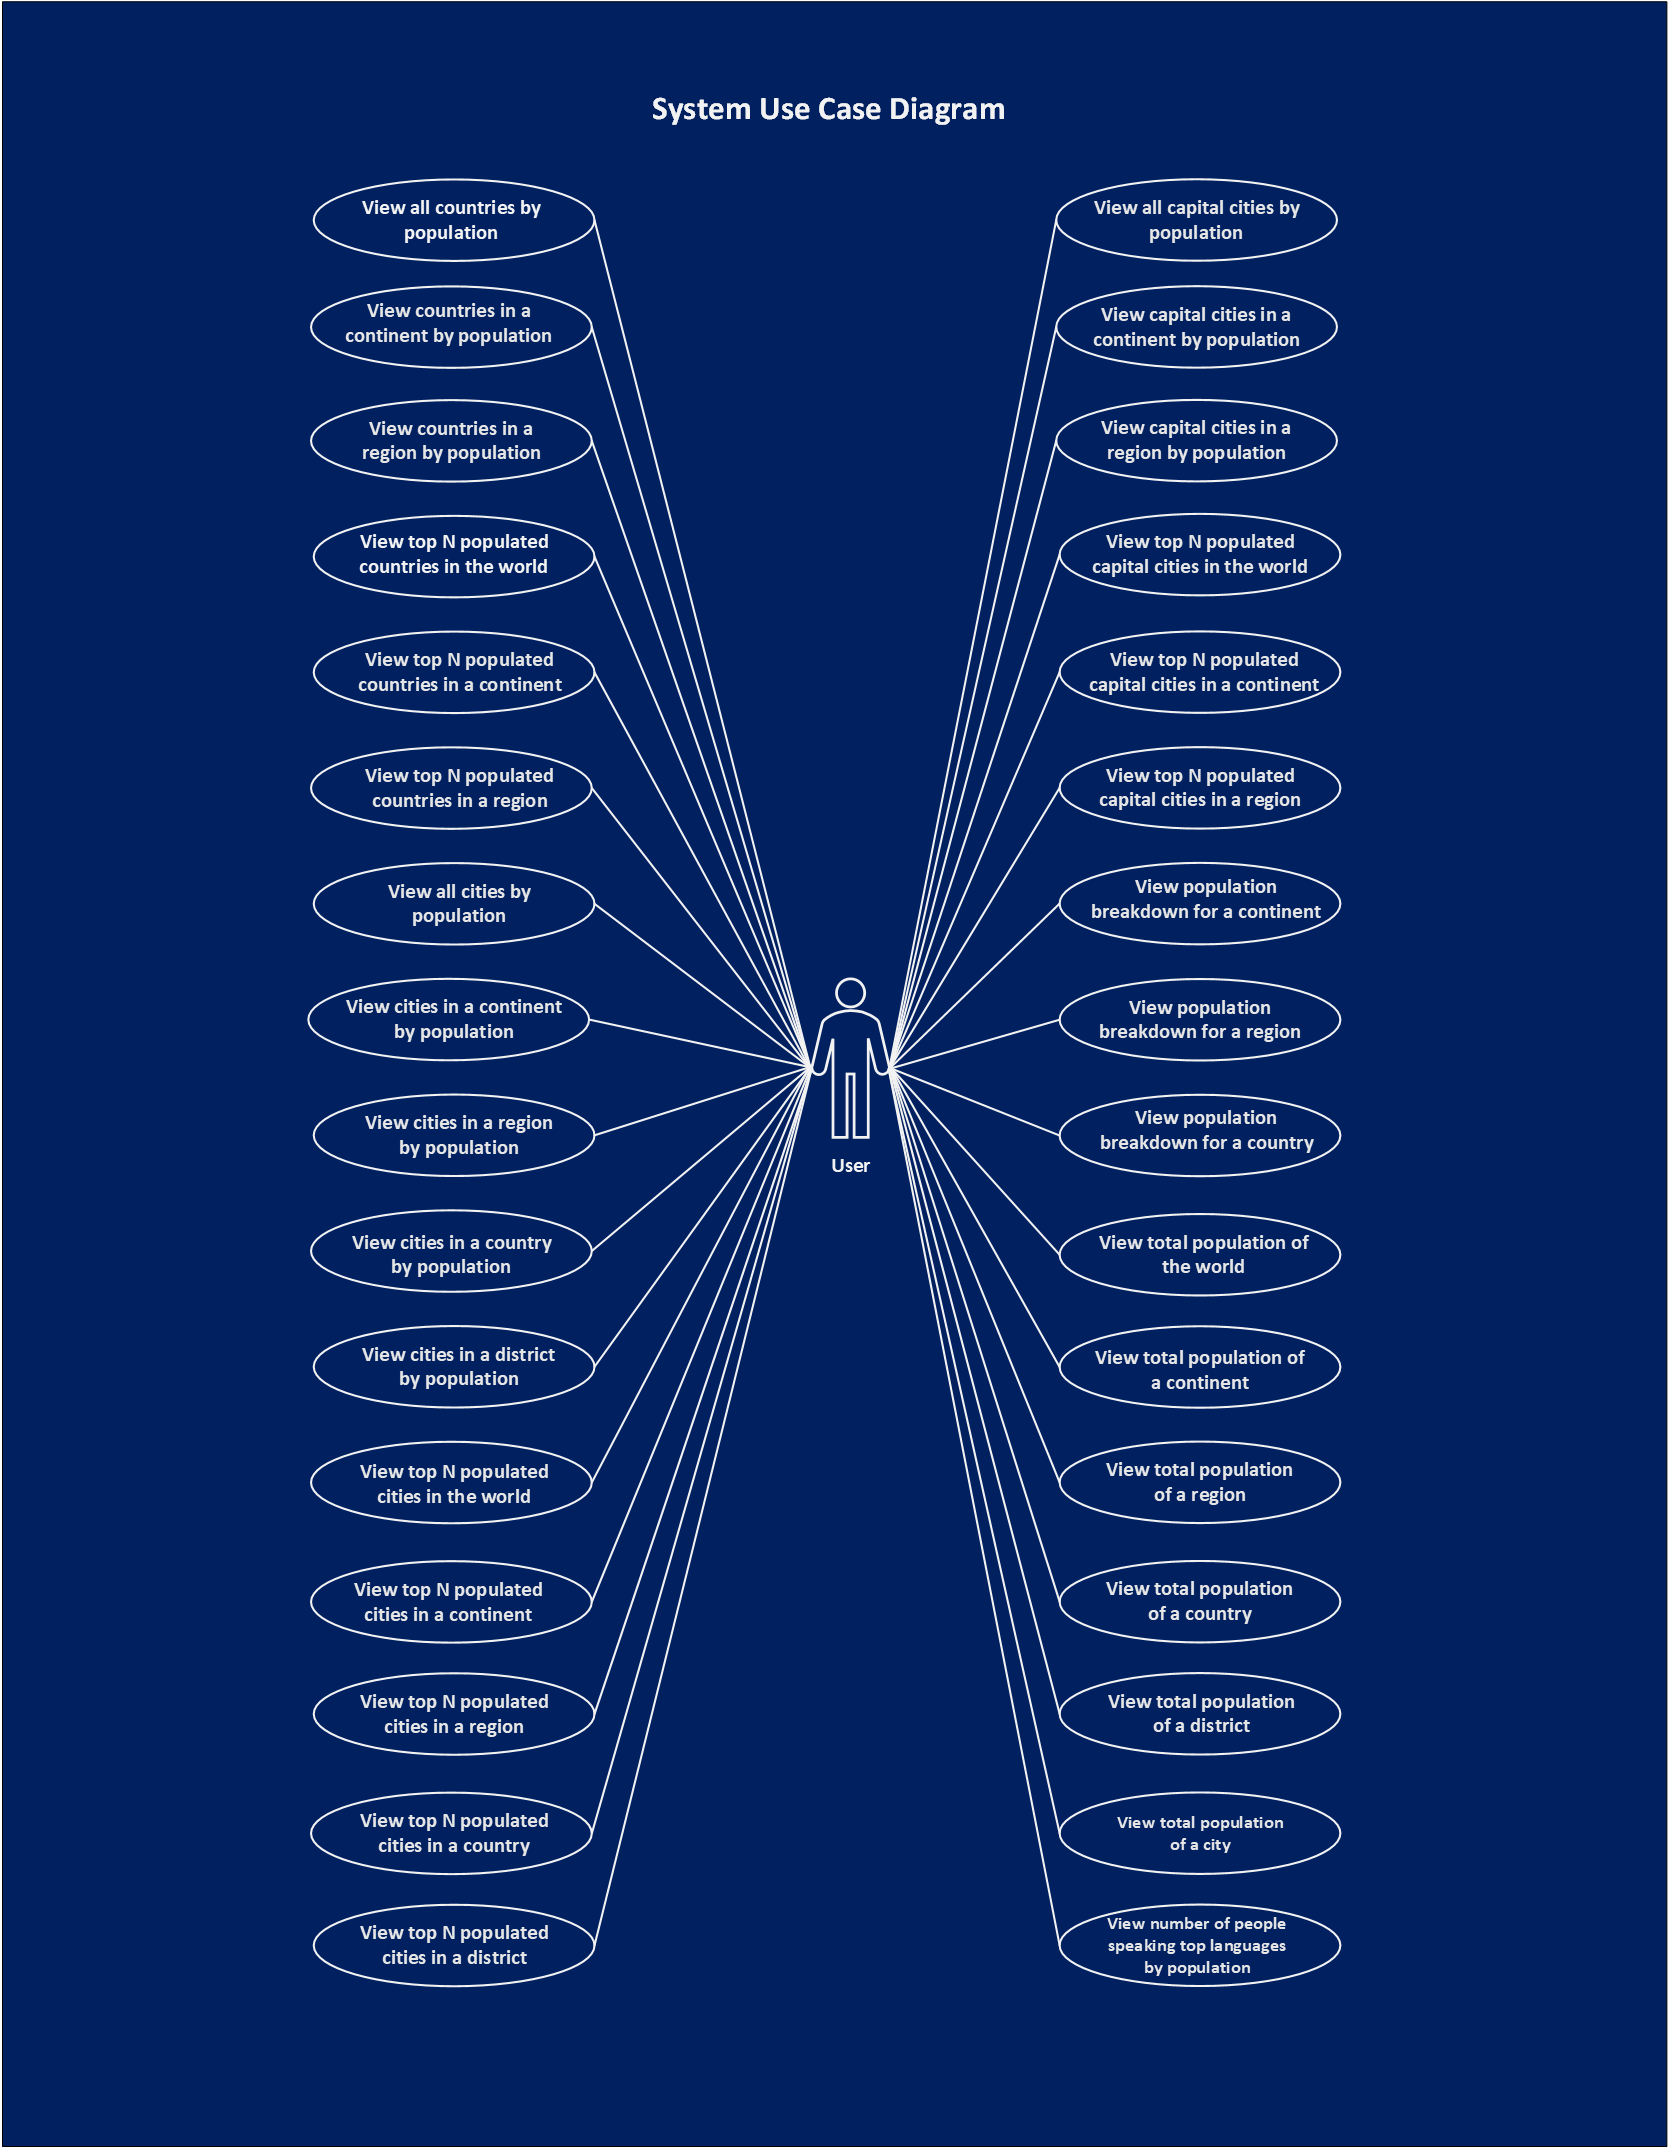 System Use Case Diagram
View all countries by
population
View countries in a
continent by population
View countries in a
region by population
View top N populated
countries in the world
View top N populated
countries in a continent
View top N populated
countries in a region
View all cities by
population
View cities in a continent
by population
View cities in a region
by population
View cities in a country
by population
View cities in a district
by population
View top N populated
cities in the world
View top N populated
cities in a continent
View top N populated
cities in a region
View top N populated
cities in a country
View top N populated
cities in a district
User
View all capital cities by
population
View capital cities in a
continent by population
View capital cities in a
region by population
View top N populated
capital cities in the world
View top N populated
capital cities in a continent
View top N populated
capital cities in a region
View population
breakdown for a continent
View population
breakdown for a region
View population
breakdown for a country
View total population of
the world
View total population of
a continent
View total population
of a region
View total population
of a country
View total population
of a district
View total population
of a city
View number of people
speaking top languages
by population